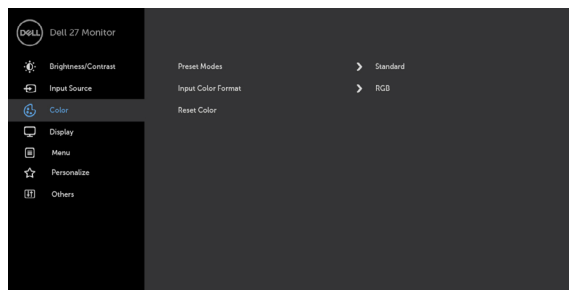 DELL Dell 27 Monitor
Brightness/Contrast
Preset Modes Standard
Input Source
Input Color Format RGB
Color
Reset Color
Display
Menu
Personalize
Others